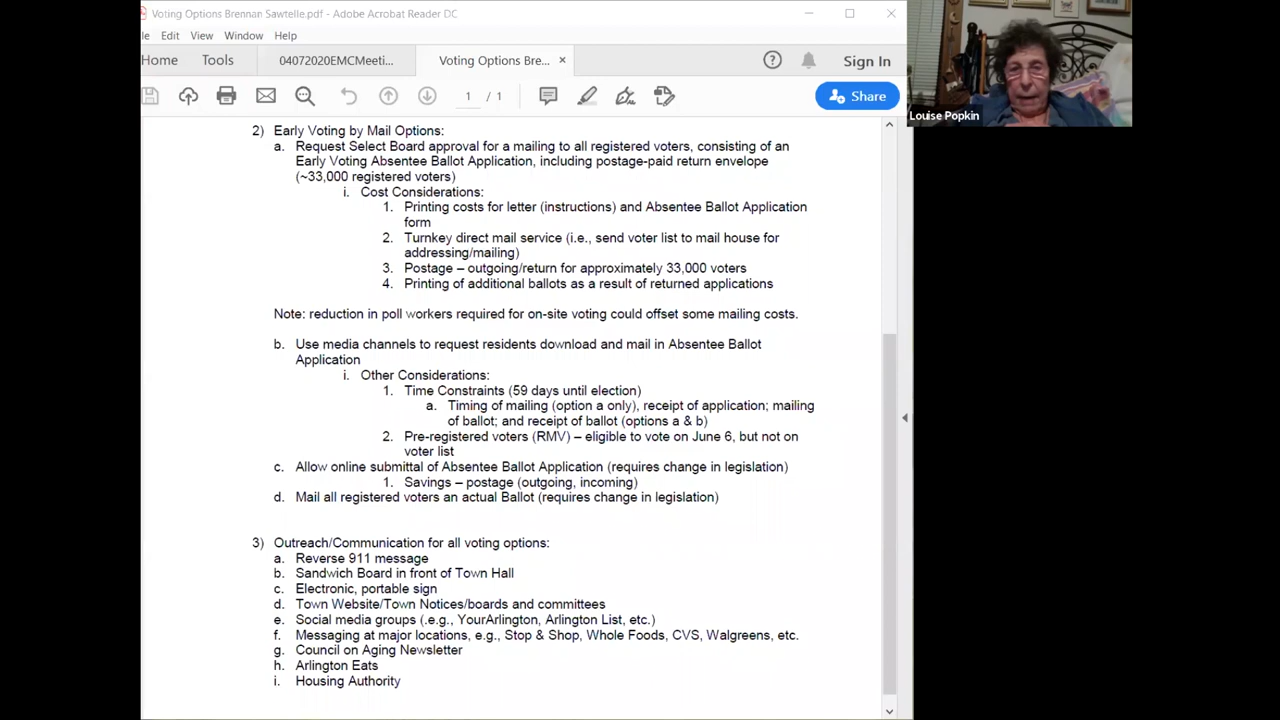 Voting Options Brennan Sawtelle.pdf - Adobe Acrobat Reader DC
le Edit View Window Help
Home Tools 04072020EMCMeeti... Voting Options Bre... × ? Sign In
1 / 1 Share
Louise Popkin
2) Early Voting by Mail Options:
a. Request Select Board approval for a mailing to all registered voters, consisting of an
Early Voting Absentee Ballot Application, including postage-paid return envelope
(~33,000 registered voters)
i. Cost Considerations:
1. Printing costs for letter (instructions) and Absentee Ballot Application
form
2. Turnkey direct mail service (i.e., send voter list to mail house for
addressing/mailing)
3. Postage – outgoing/return for approximately 33,000 voters
4. Printing of additional ballots as a result of returned applications
Note: reduction in poll workers required for on-site voting could offset some mailing costs.
b. Use media channels to request residents download and mail in Absentee Ballot
Application
i. Other Considerations:
1. Time Constraints (59 days until election)
a. Timing of mailing (option a only), receipt of application; mailing
of ballot; and receipt of ballot (options a & b)
2. Pre-registered voters (RMV) – eligible to vote on June 6, but not on
voter list
c. Allow online submittal of Absentee Ballot Application (requires change in legislation)
1. Savings – postage (outgoing, incoming)
d. Mail all registered voters an actual Ballot (requires change in legislation)
3) Outreach/Communication for all voting options:
a. Reverse 911 message
b. Sandwich Board in front of Town Hall
c. Electronic, portable sign
d. Town Website/Town Notices/boards and committees
e. Social media groups (.e.g., YourArlington, Arlington List, etc.)
f. Messaging at major locations, e.g., Stop & Shop, Whole Foods, CVS, Walgreens, etc.
g. Council on Aging Newsletter
h. Arlington Eats
i. Housing Authority